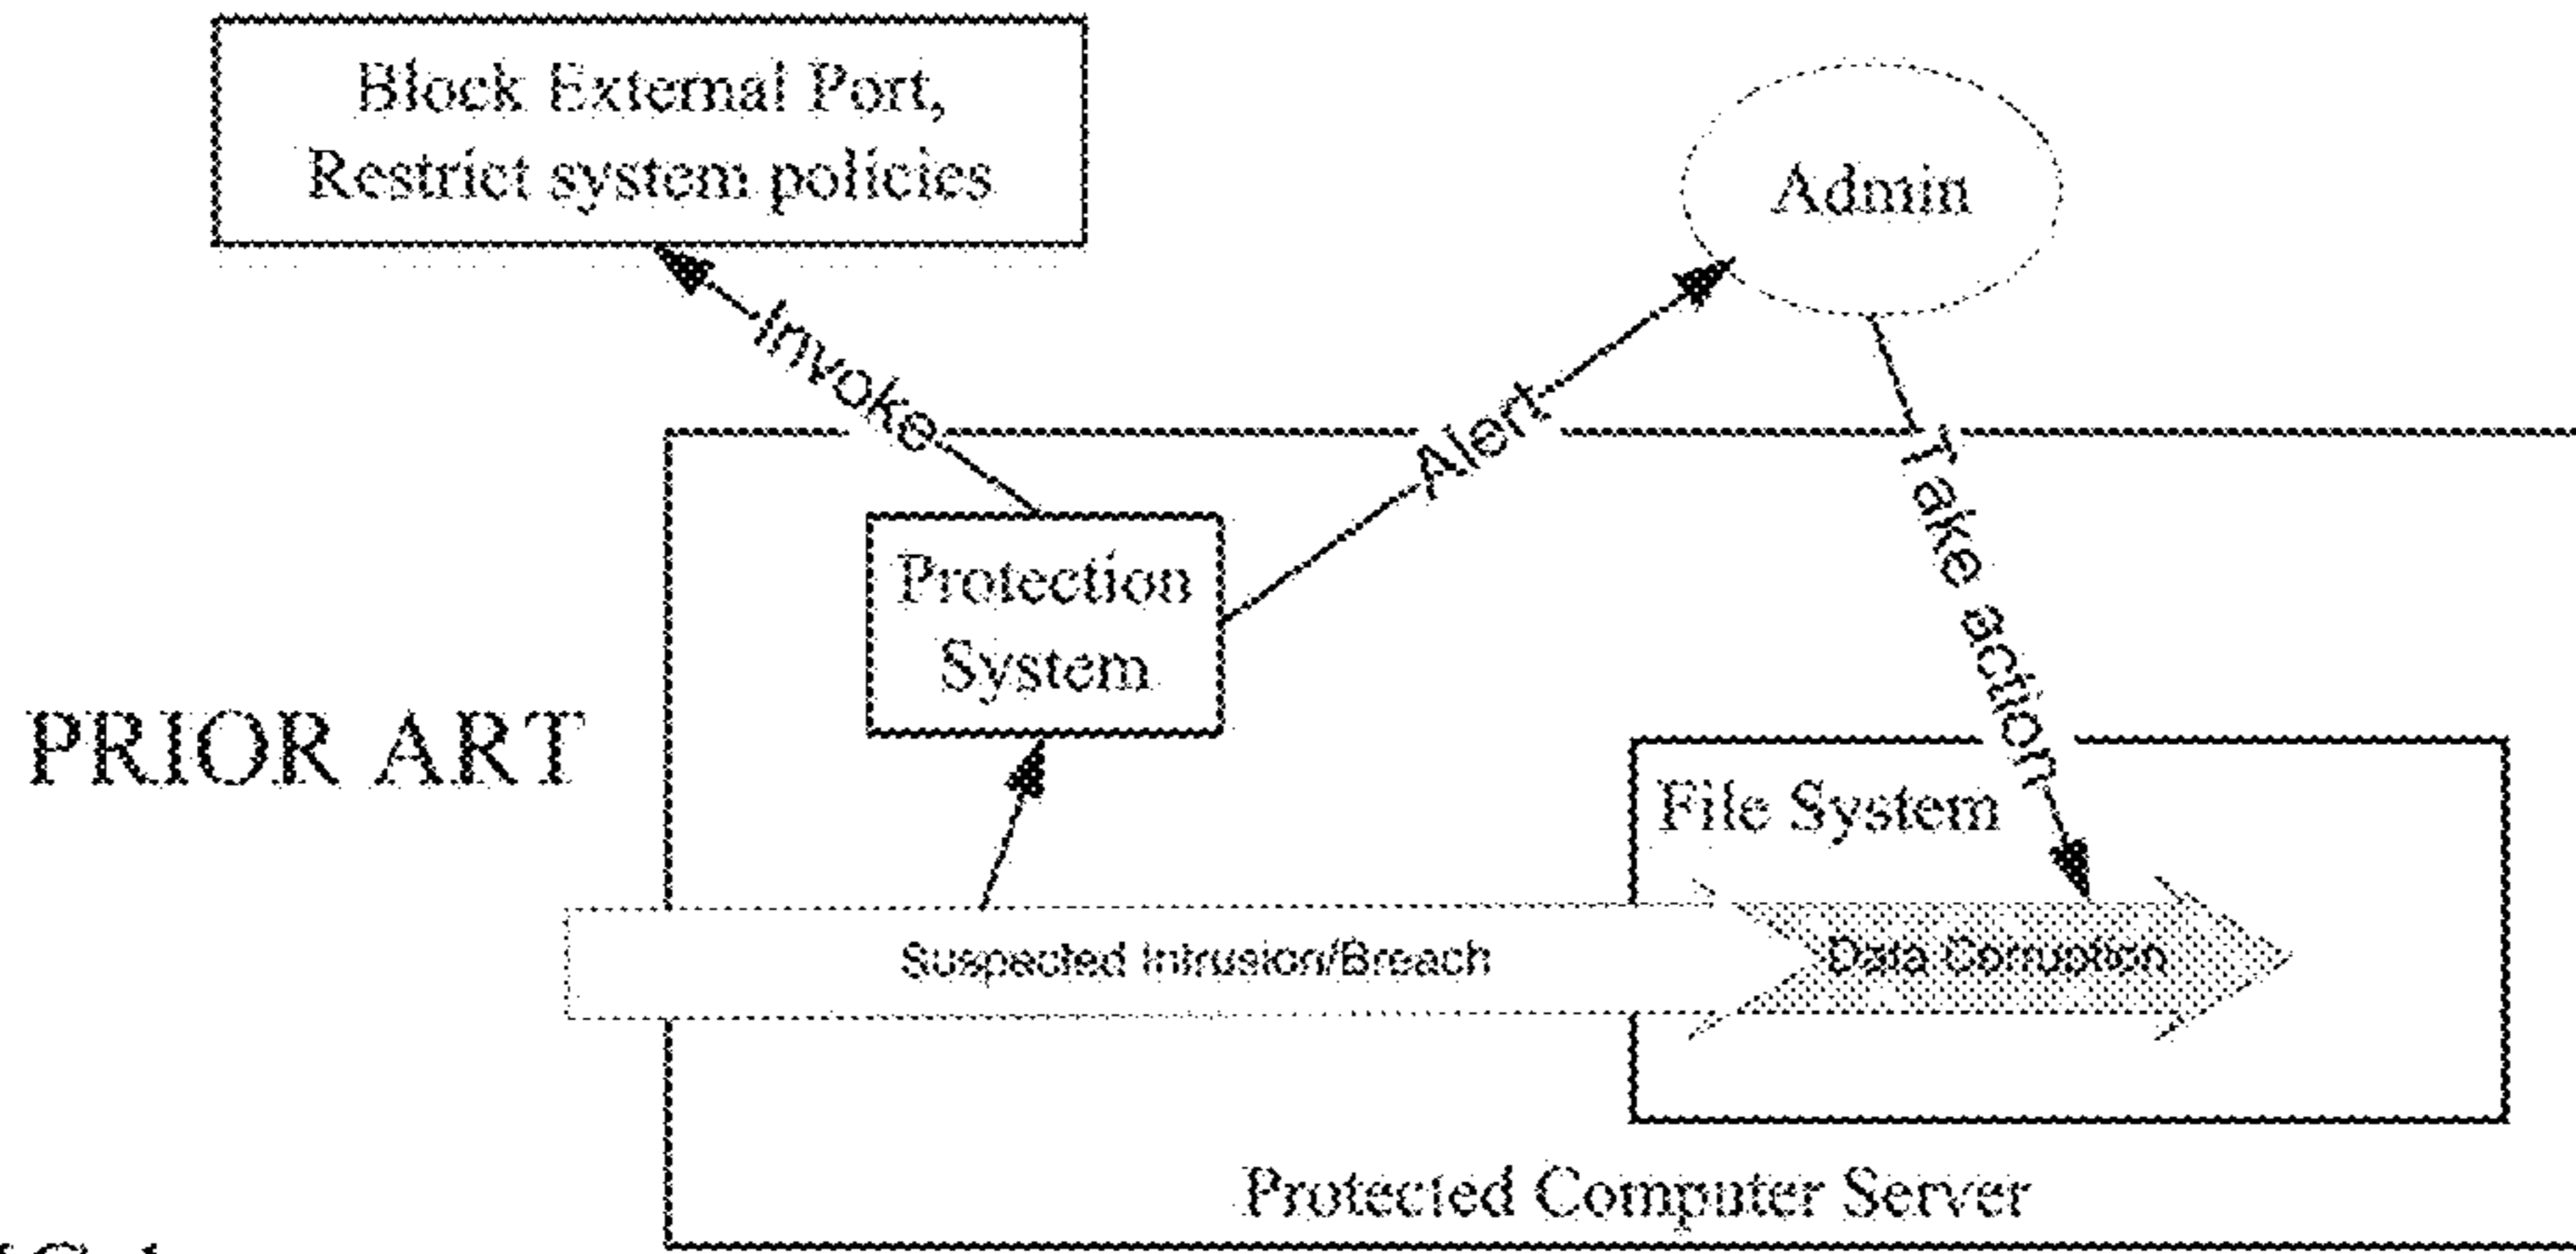 Block External Port,
Restrict system policies
Admin
Invoke
Alert
Take action
Protection
System
PRIOR ART
File System
Suspected Intrusion/Breach
Data Corruption
Protected Computer Server